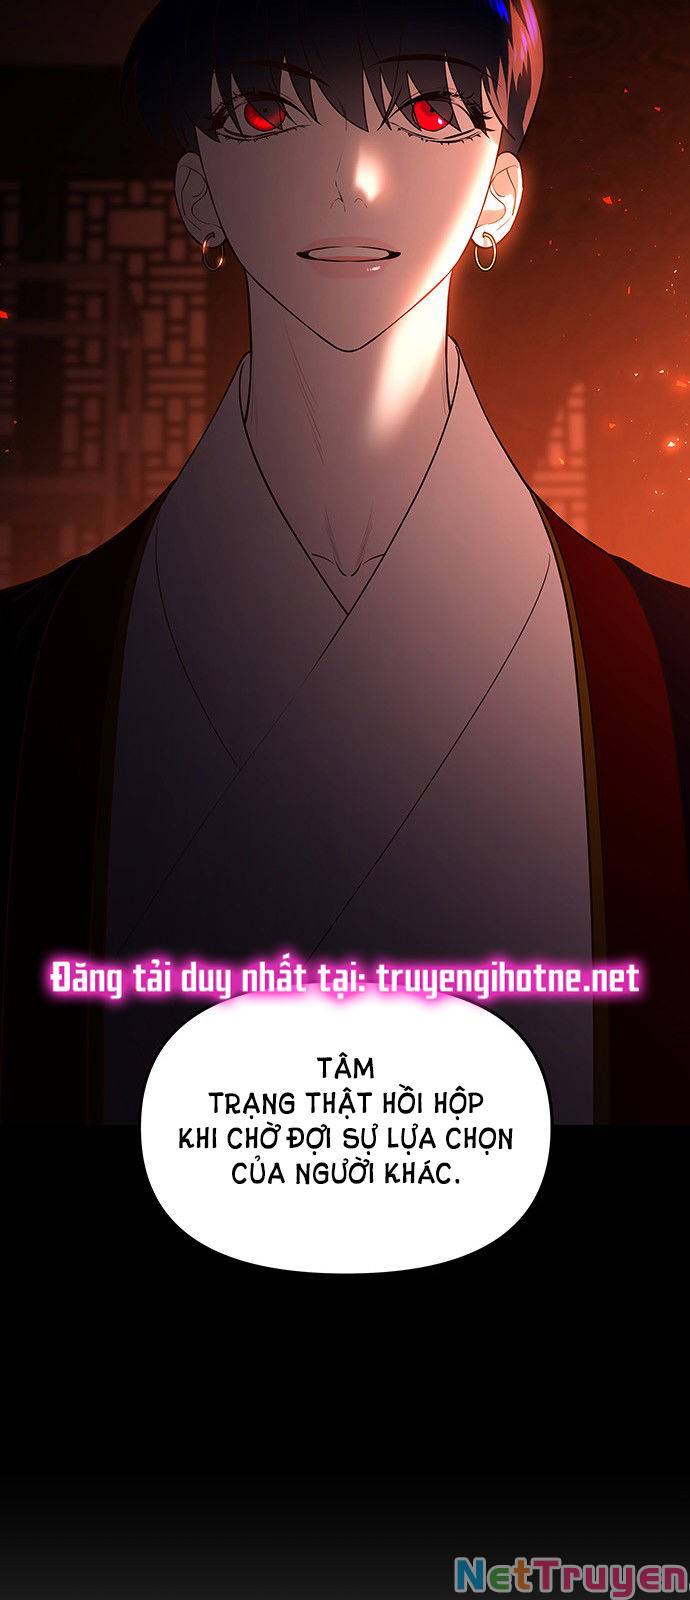 Đăng tải duy nhất tại: truyengihotne.net
TÂM
TRẠNG THẬT HỒI HỘP
KHI CHỜ ĐỢI SỰ LỰA CHỌN
CỦA NGƯỜI KHÁC.
NetTruyen